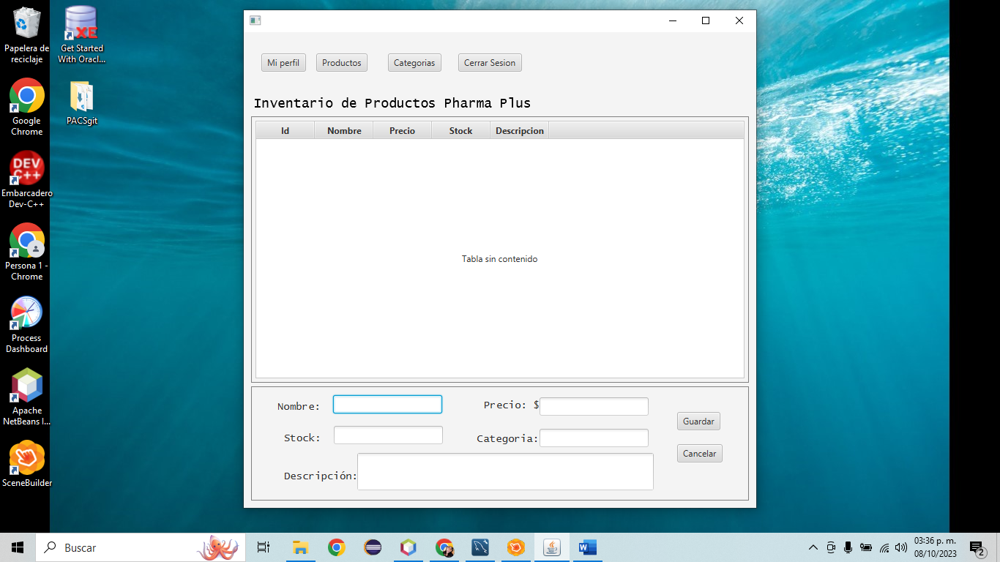 Papelera de
reciclaje
Get Started
With Oracl...
Google
Chrome
PACSgit
Embarcadero
Dev-C++
Persona 1 -
Chrome
Process
Dashboard
Apache
NetBeans I...
SceneBuilder
DEV
C++
XE
Mi perfil
Productos
Categorias
Cerrar Sesion
Inventario de Productos Pharma Plus
Id Nombre Precio Stock Descripcion
Tabla sin contenido
Nombre:
Precio: $
Stock:
Categoria:
Descripción:
Guardar
Cancelar
Buscar
W
03:36 p. m.
08/10/2023
2